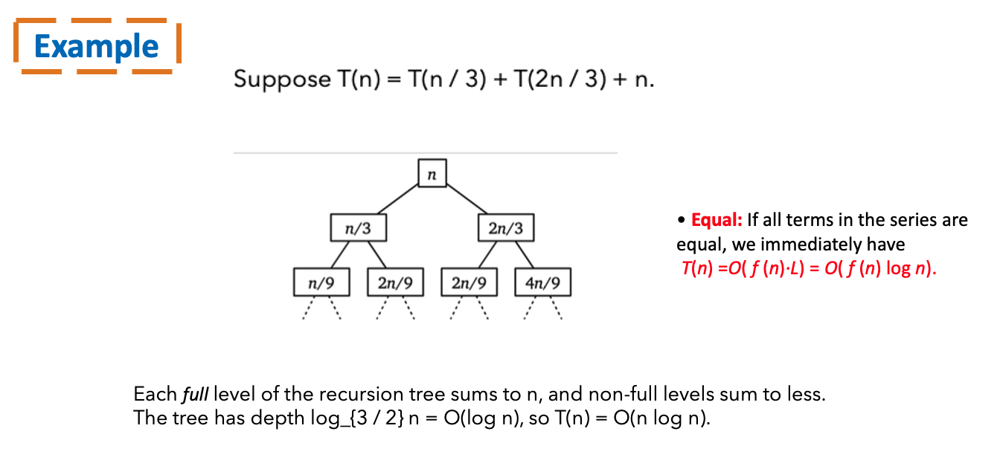 Example
Suppose T(n) = T(n / 3) + T(2n / 3) + n.
n
n/3 2n/3
n/9 2n/9 2n/9 4n/9
• Equal: If all terms in the series are
equal, we immediately have
T(n) =O( f (n)·L) = O( f (n) log n).
Each full level of the recursion tree sums to n, and non-full levels sum to less.
The tree has depth log_{3 / 2} n = O(log n), so T(n) = O(n log n).